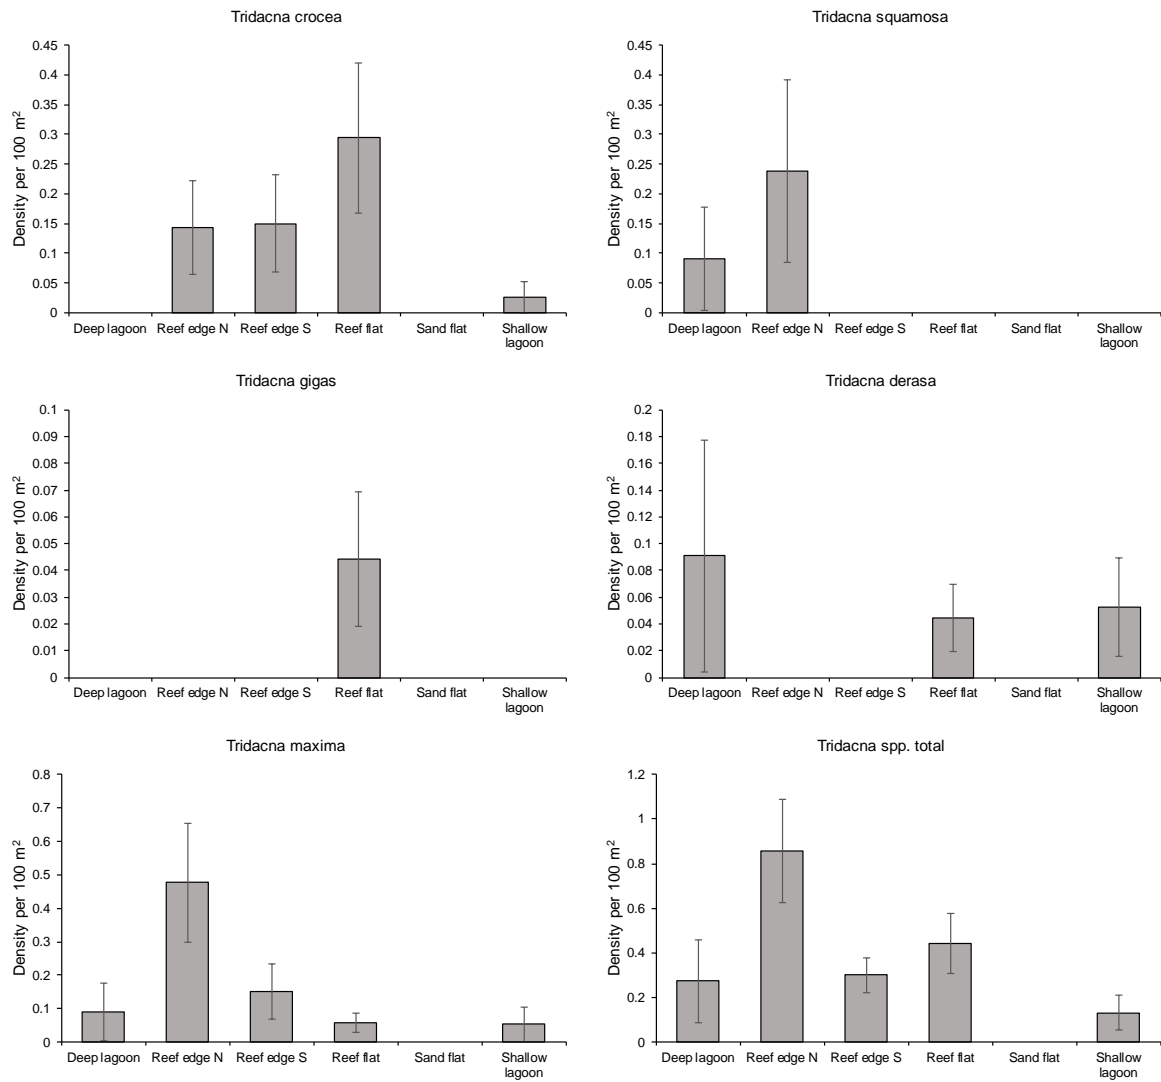 Tridacna crocea
Density per 100 m²
0.45
0.4
0.35
0.3
0.25
0.2
0.15
0.1
0.05
0
Deep lagoon Reef edge N Reef edge S Reef flat Sand flat Shallow
lagoon
Tridacna squamosa
Density per 100 m²
0.45
0.4
0.35
0.3
0.25
0.2
0.15
0.1
0.05
0
Deep lagoon Reef edge N Reef edge S Reef flat Sand flat Shallow
lagoon
Tridacna gigas
Density per 100 m²
0.1
0.09
0.08
0.07
0.06
0.05
0.04
0.03
0.02
0.01
0
Deep lagoon Reef edge N Reef edge S Reef flat Sand flat Shallow
lagoon
Tridacna derasa
Density per 100 m²
0.2
0.18
0.16
0.14
0.12
0.1
0.08
0.06
0.04
0.02
0
Deep lagoon Reef edge N Reef edge S Reef flat Sand flat Shallow
lagoon
Tridacna maxima
Density per 100 m²
0.8
0.7
0.6
0.5
0.4
0.3
0.2
0.1
0
Deep lagoon Reef edge N Reef edge S Reef flat Sand flat Shallow
lagoon
Tridacna spp. total
Density per 100 m²
1.2
1
0.8
0.6
0.4
0.2
0
Deep lagoon Reef edge N Reef edge S Reef flat Sand flat Shallow
lagoon